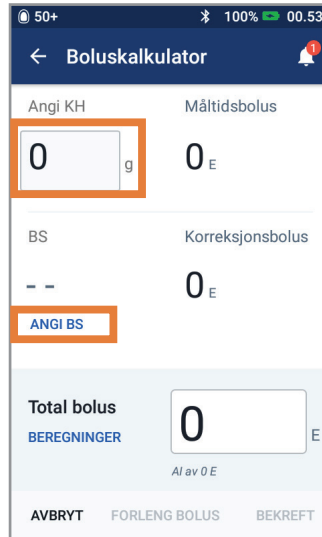 50+ 100% 00.53
← Boluskalkulator 1
Angi KH Måltidsbolus
0 g 0 E
BS Korreksjonsbolus
- - 0 E
ANGI BS
Total bolus 0 E
BEREGNINGER
AI av 0 E
AVBRYT FORLENG BOLUS BEKREFT